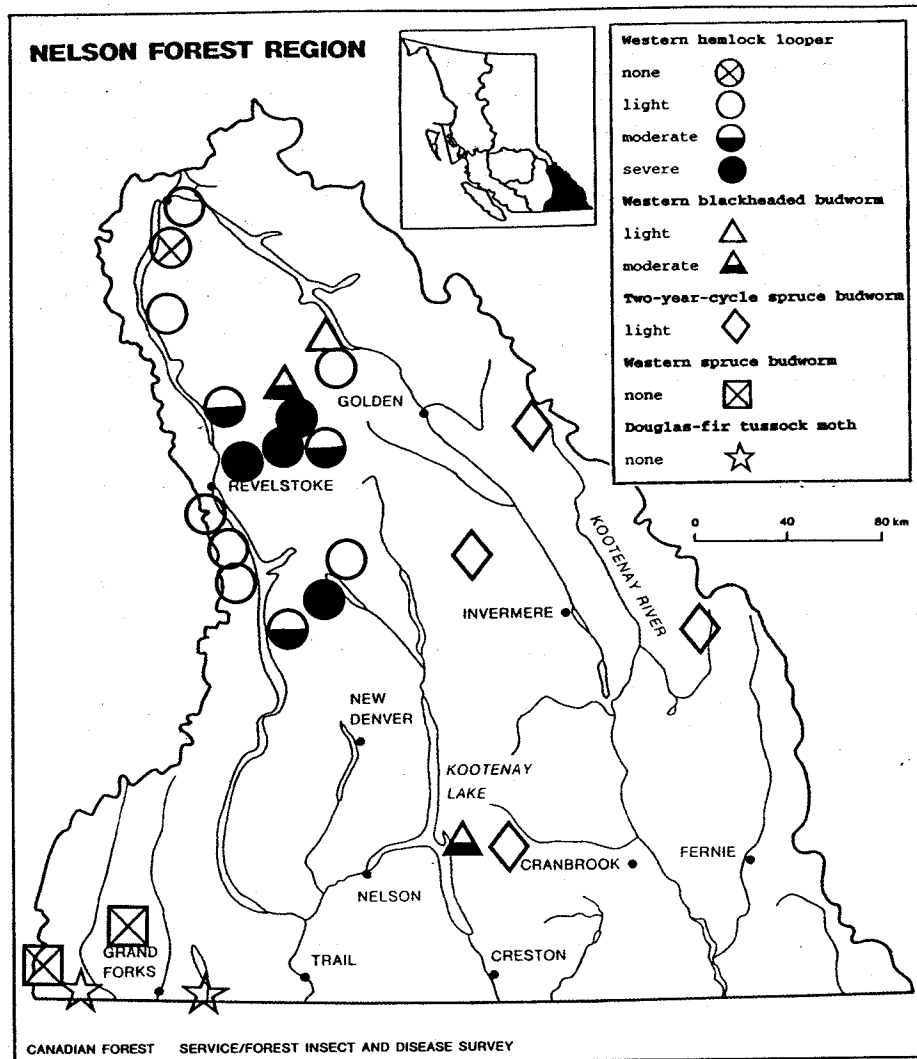 NELSON FOREST REGION
Western hemlock looper
none
light
moderate
severe
Western blackheaded budworm
light
moderate
Two-year-cycle spruce budworm
light
Western spruce budworm
none
Douglas-fir tussock moth
none
0 40 80 km
GOLDEN
REVELSTOKE
KOOTENAY RIVER
INVERMERE
NEW
DENVER
KOOTENAY
LAKE
CRANBROOK
FERNIE
NELSON
GRAND
FORKS
TRAIL
CRESTON
CANADIAN FOREST SERVICE/FOREST INSECT AND DISEASE SURVEY